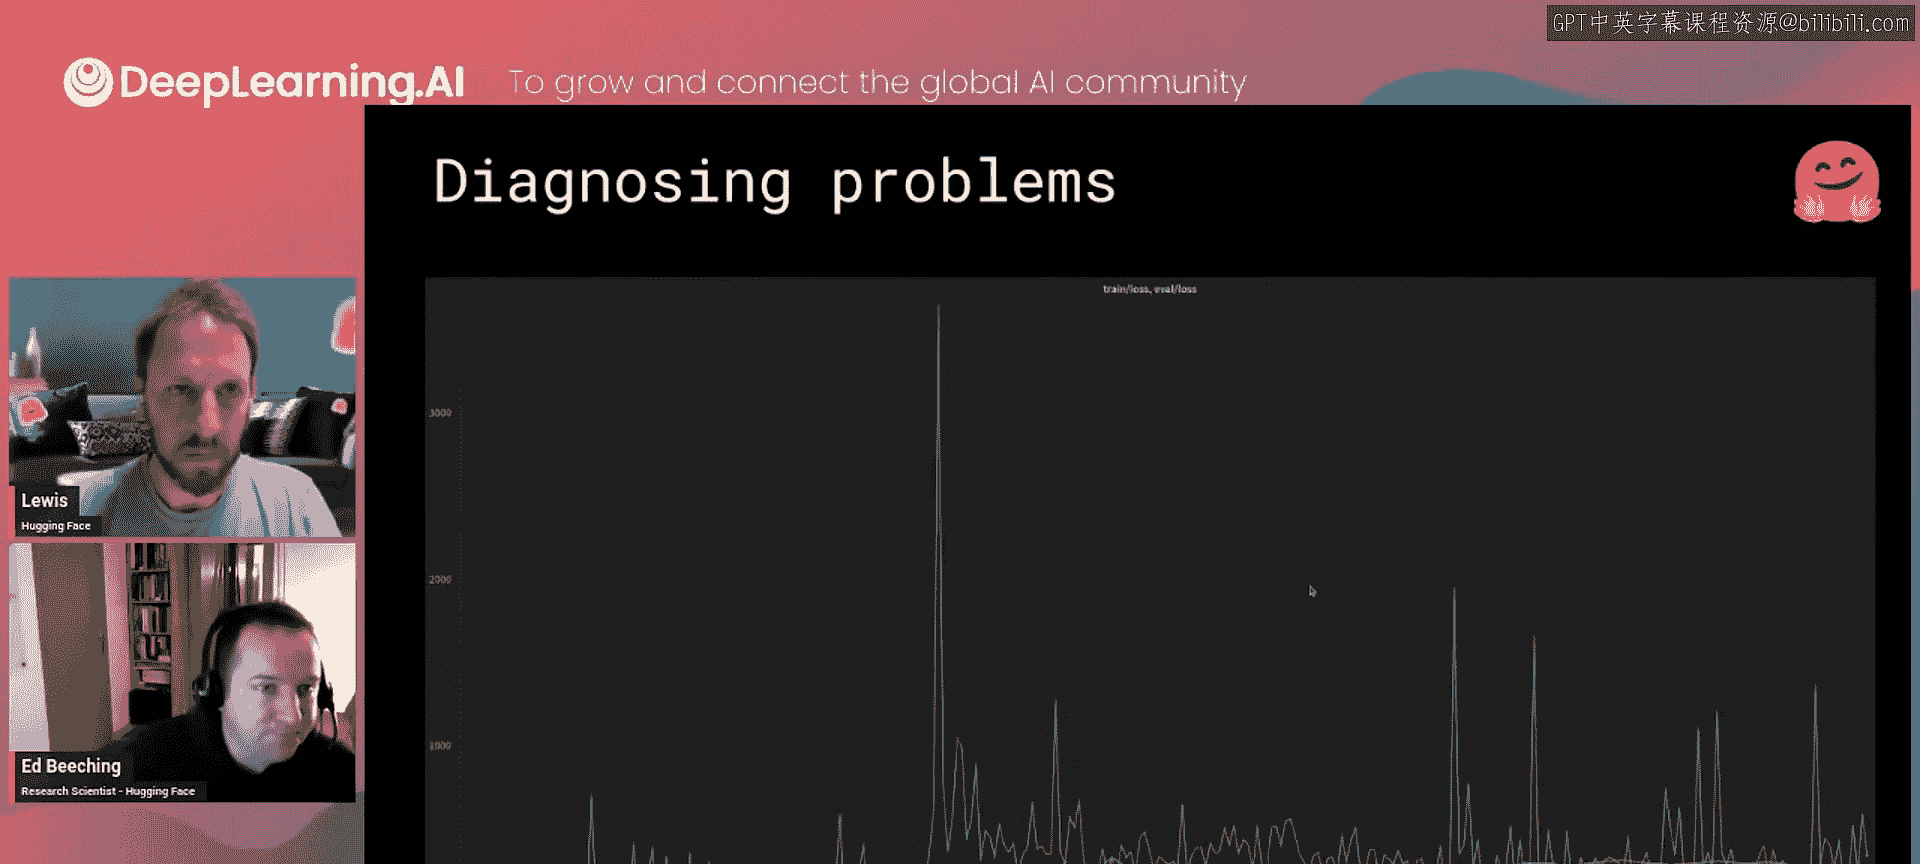 GPT中英字幕课程资源@bilibili.com
DeepLearning.AI To grow and connect the global AI community
Diagnosing problems
train/loss, eval/loss
3000
2000
1000
Lewis
Hugging Face
Ed Beeching
Research Scientist - Hugging Face